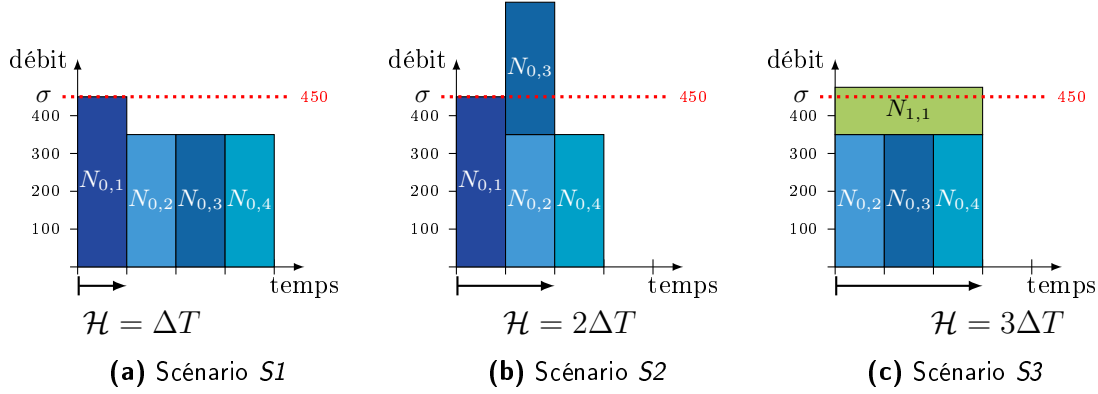 débit
σ
450
400
300
200
100
N0,1
N0,2
N0,3
N0,4
temps
H = ΔT
(a) Scénario S1
débit
σ
450
400
300
200
100
N0,3
N0,1
N0,2
N0,4
temps
H = 2ΔT
(b) Scénario S2
débit
σ
450
400
300
200
100
N1,1
N0,2
N0,3
N0,4
temps
H = 3ΔT
(c) Scénario S3